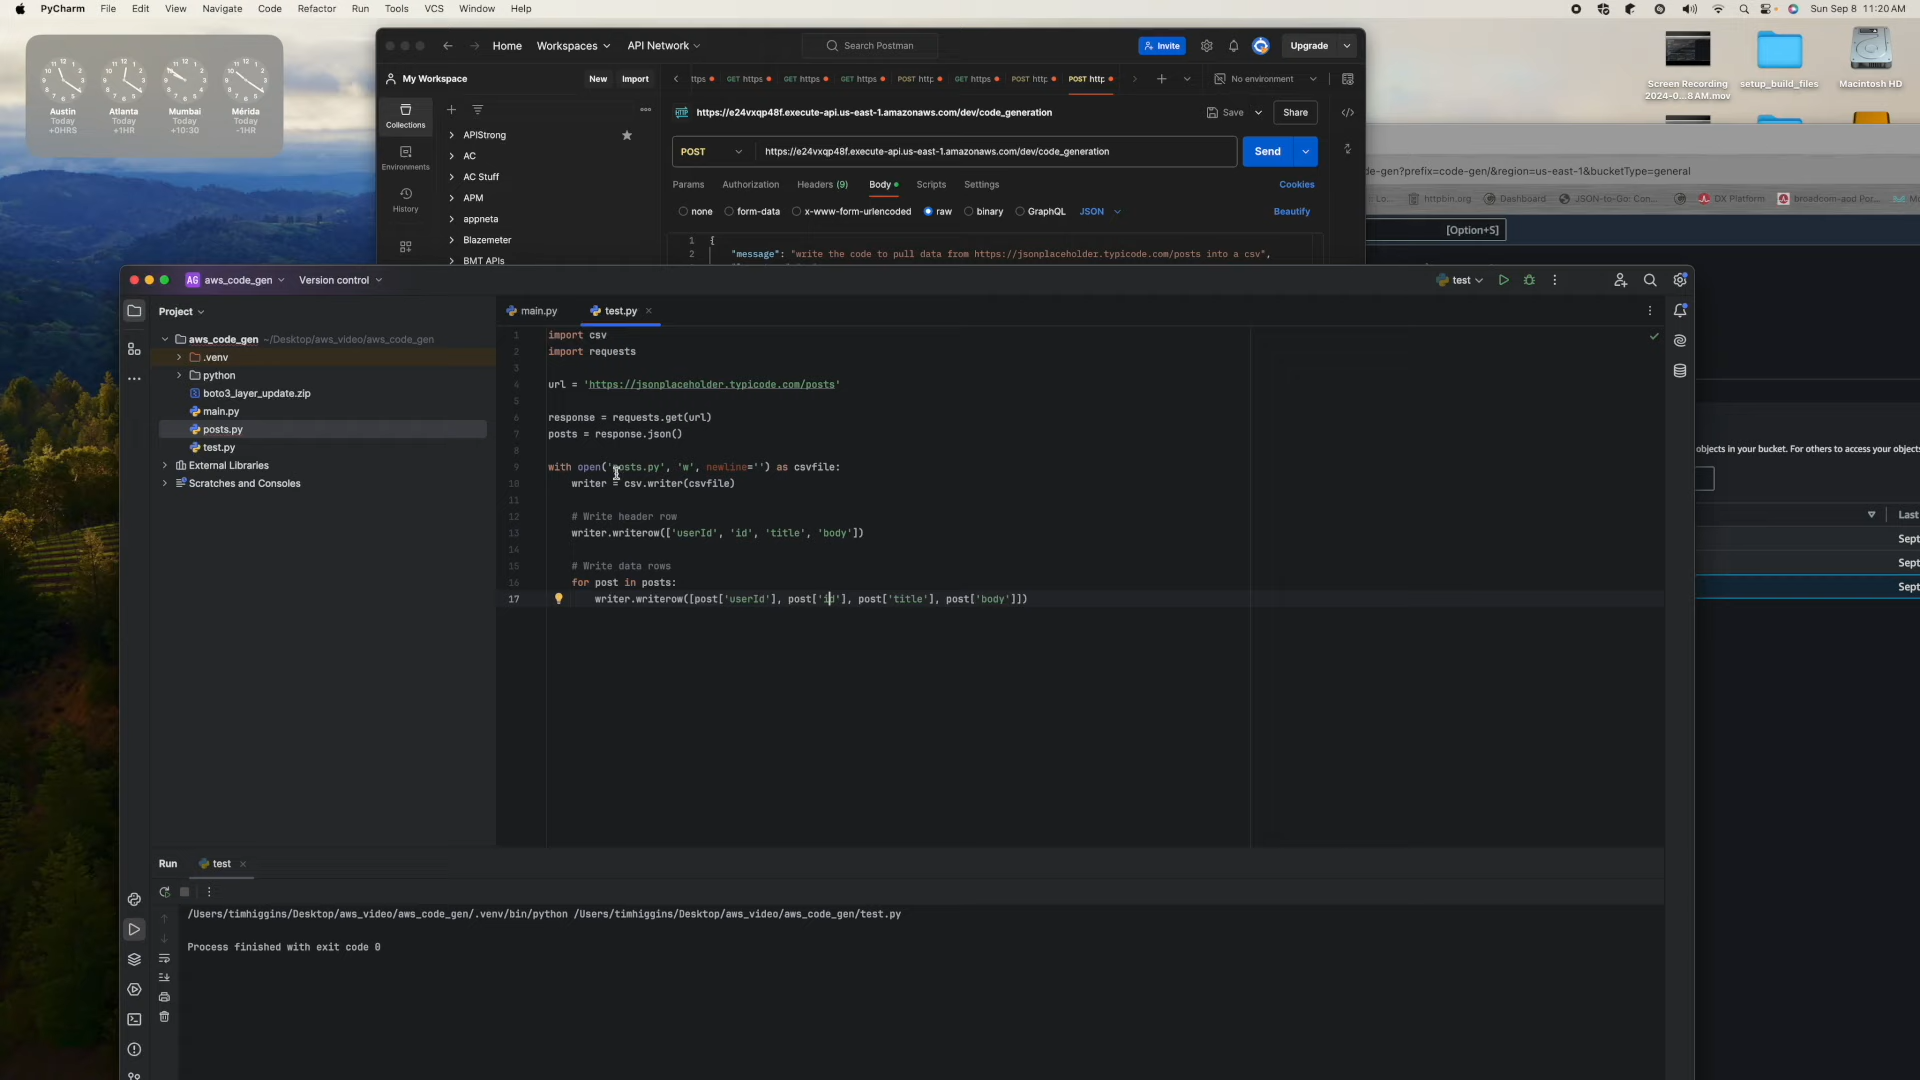 PyCharm File Edit View Navigate Code Refactor Run Tools VCS Window Help
Sun Sep 8 11:20 AM
Austin
Today
+0HRS
Atlanta
Today
+1HR
Mumbai
Today
+10:30
Mérida
Today
-1HR
Screen Recording
2024-0...8 AM.mov
setup_build_files
Macintosh HD
Home Workspaces API Network
Search Postman
Invite
Upgrade
My Workspace
New Import
GET https GET https GET https POST http GET https POST http POST http
No environment
Collections
Environments
History
APIStrong
AC
AC Stuff
APM
appneta
Blazemeter
BMT APIs
https://e24vxqp48f.execute-api.us-east-1.amazonaws.com/dev/code_generation
Save Share
POST https://e24vxqp48f.execute-api.us-east-1.amazonaws.com/dev/code_generation
Send
Params Authorization Headers (9) Body Scripts Settings
Cookies
none form-data x-www-form-urlencoded raw binary GraphQL JSON
Beautify
1 {
2 "message": "write the code to pull data from https://jsonplaceholder.typicode.com/posts into a csv",
de-gen?prefix=code-gen/&region=us-east-1&bucketType=general
httpbin.org Dashboard JSON-to-Go: Con... DX Platform broadcom-aod Por...
[Option+S]
AG aws_code_gen Version control
test
Project
aws_code_gen ~/Desktop/aws_video/aws_code_gen
.venv
python
boto3_layer_update.zip
main.py
posts.py
test.py
External Libraries
Scratches and Consoles
main.py test.py
1 import csv
2 import requests
3
4 url = 'https://jsonplaceholder.typicode.com/posts'
5
6 response = requests.get(url)
7 posts = response.json()
8
9 with open('posts.py', 'w', newline='') as csvfile:
10 writer = csv.writer(csvfile)
11
12 # Write header row
13 writer.writerow(['userId', 'id', 'title', 'body'])
14
15 # Write data rows
16 for post in posts:
17 writer.writerow([post['userId'], post['id'], post['title'], post['body']])
objects in your bucket. For others to access your objects
Last
Sept
Sept
Sept
Run test
/Users/timhiggins/Desktop/aws_video/aws_code_gen/.venv/bin/python /Users/timhiggins/Desktop/aws_video/aws_code_gen/test.py
Process finished with exit code 0